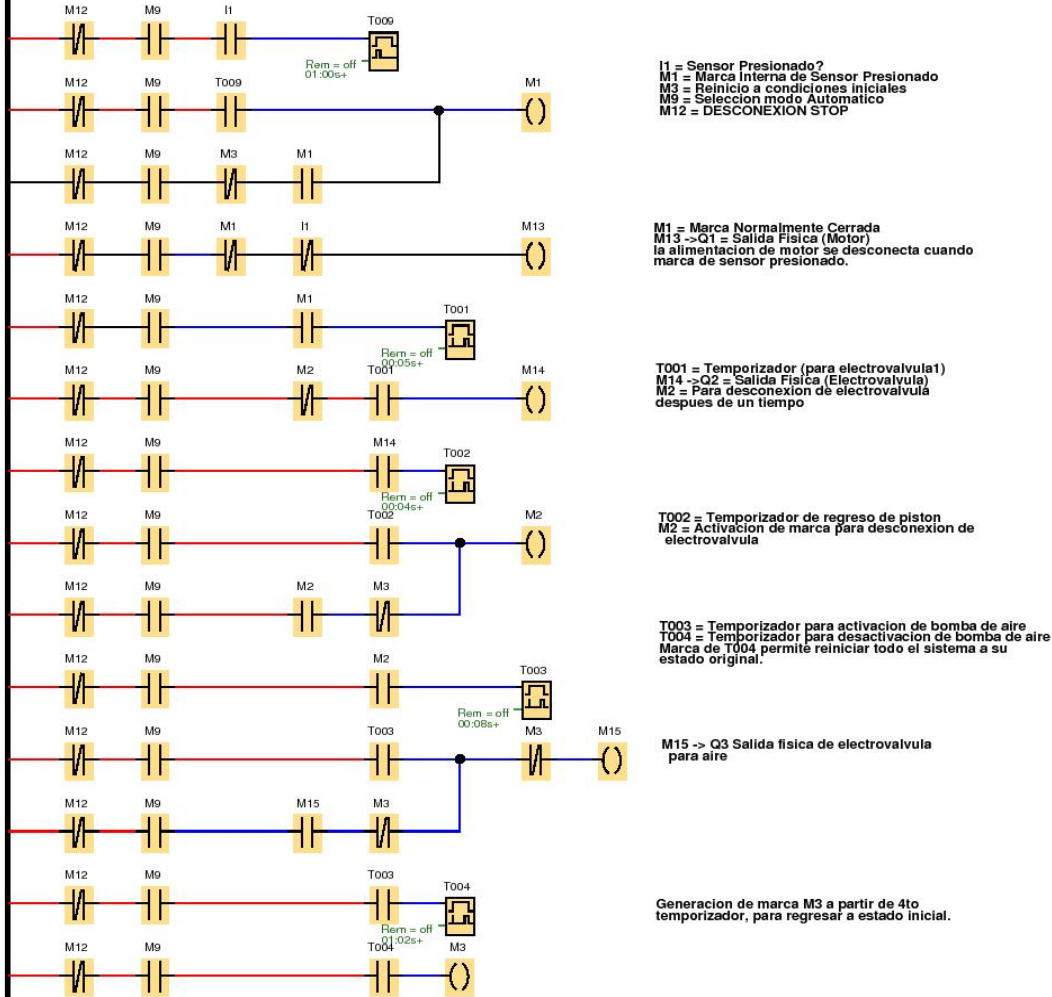 M12 M9 I1 T009
Rem = off
01:00s+
M12 M9 T009 M1
M12 M9 M3 M1
I1 = Sensor Presionado?
M1 = Marca Interna de Sensor Presionado
M3 = Reinicio a condiciones iniciales
M9 = Seleccion modo Automatico
M12 = DESCONEXION STOP
M12 M9 M1 I1 M13
M1 = Marca Normalmente Cerrada
M13 ->Q1 = Salida Fisica (Motor)
la alimentacion de motor se desconecta cuando
marca de sensor presionado.
M12 M9 M1 T001
Rem = off
00:05s+
M12 M9 M2 T001 M14
T001 = Temporizador (para electrovalvula1)
M14 ->Q2 = Salida Fisica (Electrovalvula)
M2 = Para desconexion de electrovalvula
despues de un tiempo
M12 M9 M14 T002
Rem = off
00:04s+
M12 M9 T002 M2
T002 = Temporizador de regreso de piston
M2 = Activacion de marca para desconexion de
electrovalvula
M12 M9 M2 M3
T003 = Temporizador para activacion de bomba de aire
T004 = Temporizador para desactivacion de bomba de aire
Marca de T004 permite reiniciar todo el sistema a su
estado original.
M12 M9 M2 T003
Rem = off
00:08s+
M12 M9 T003 M3 M15
M15 -> Q3 Salida fisica de electrovalvula
para aire
M12 M9 M15 M3
M12 M9 T003 T004
Rem = off
01:02s+
Generacion de marca M3 a partir de 4to
temporizador, para regresar a estado inicial.
M12 M9 T004 M3